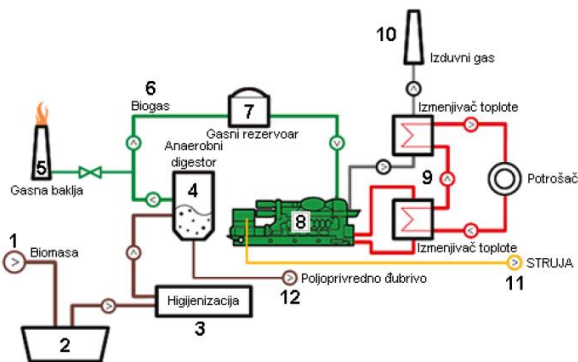 10
Izduvni gas
6
Biogas
7
Gasni rezervoar
Izmenjivač toplote
5
Gasna baklja
Anaerobni
digestor
4
9
Potrošač
8
Izmenjivač toplote
1
Biomasa
STRUJA
11
Poljoprivredno đubrivo
12
Higijenizacija
3
2